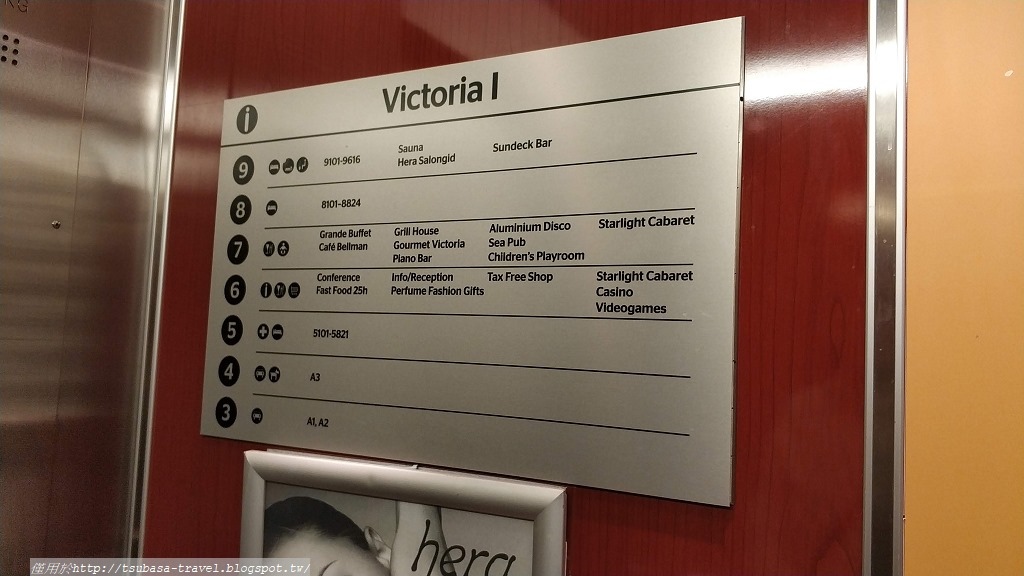 i Victoria I
9 9101-9616 Sauna Sundeck Bar
Hera Salongid
8 8101-8824
7 Grande Buffet Grill House Aluminium Disco Starlight Cabaret
Café Bellman Gourmet Victoria Sea Pub
Piano Bar Children's Playroom
6 Conference Info/Reception Tax Free Shop Starlight Cabaret
Fast Food 25h Perfume Fashion Gifts Casino
Videogames
5 5101-5821
4 A3
3 A1, A2
hera
僅用於http://tsubasa-travel.blogspot.tw/